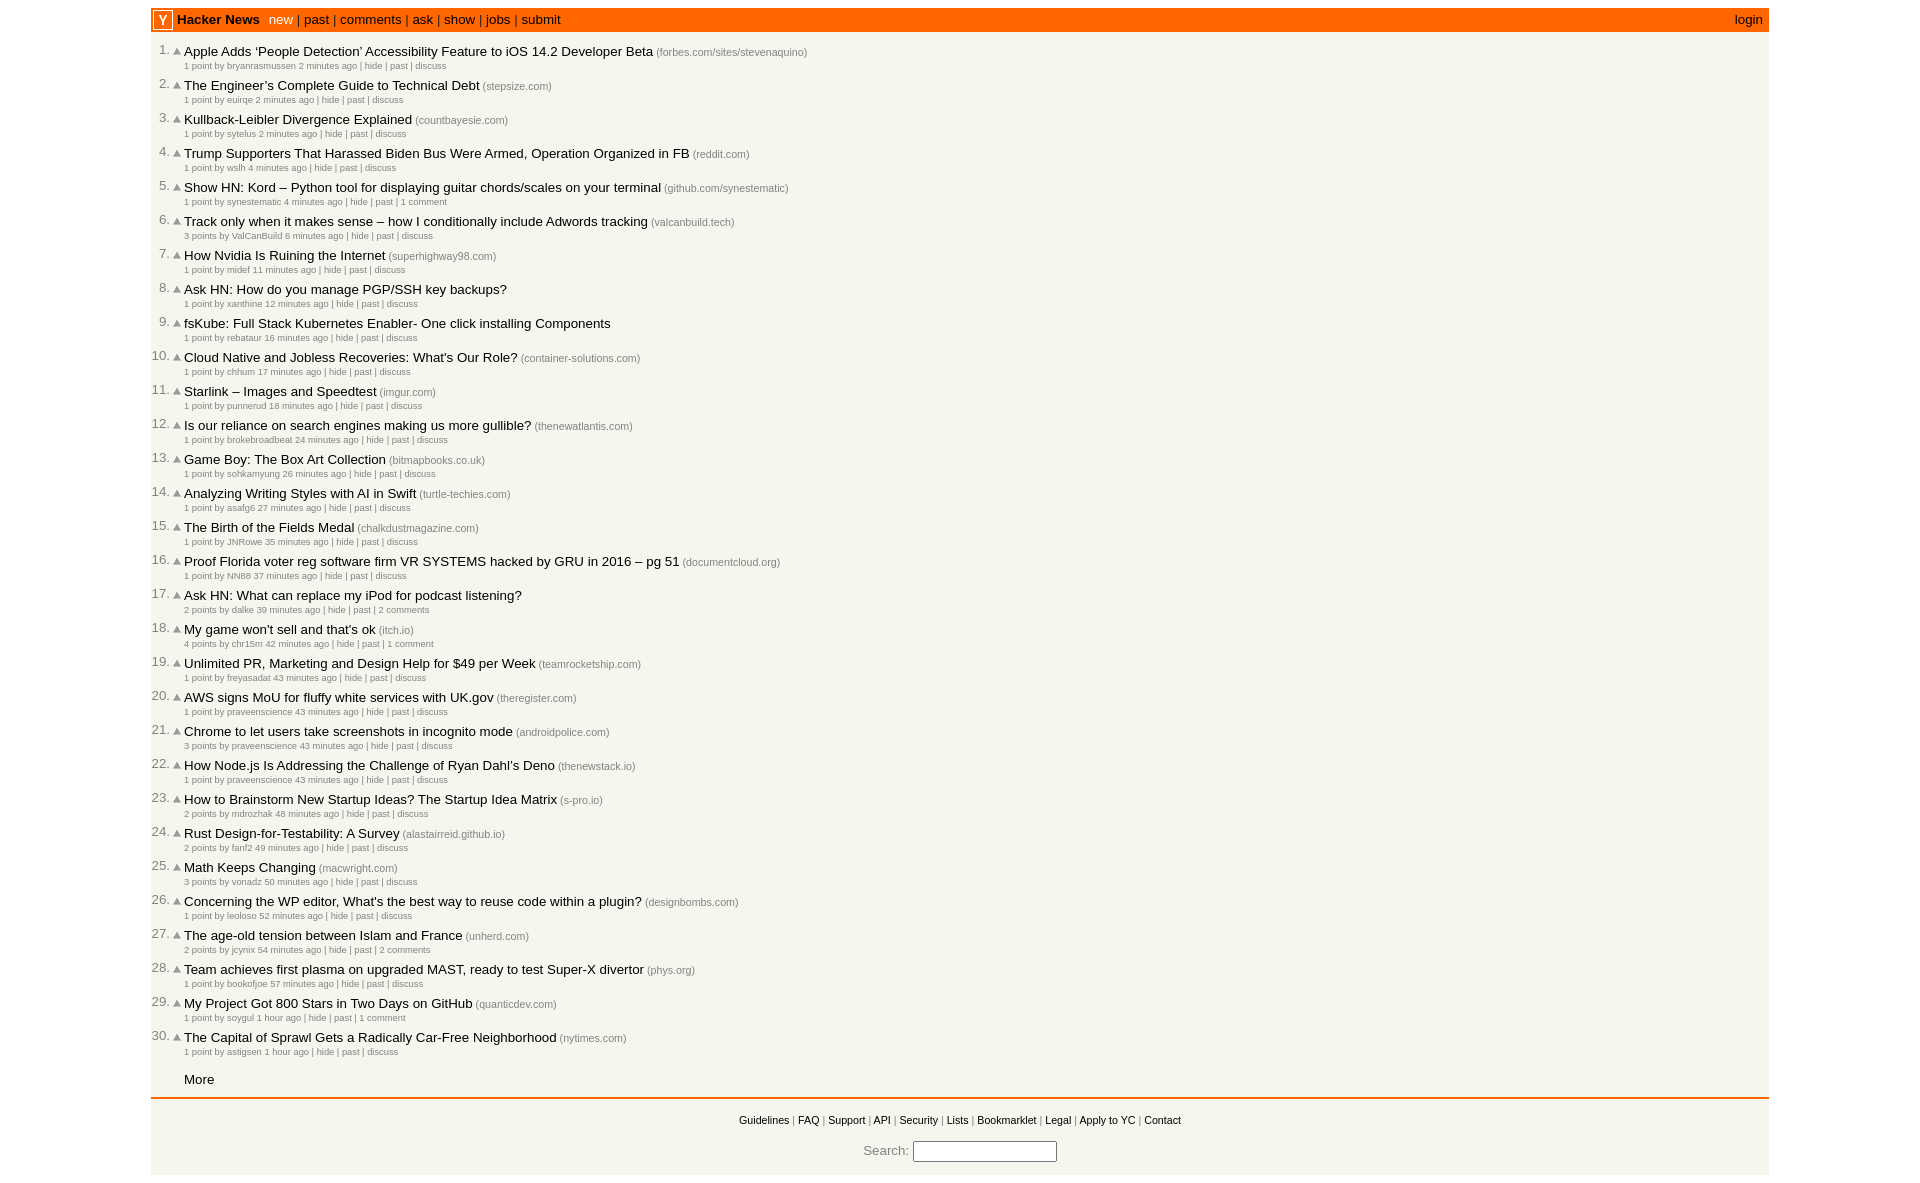 Y Hacker News new | past | comments | ask | show | jobs | submit login
1. Apple Adds ‘People Detection’ Accessibility Feature to iOS 14.2 Developer Beta (forbes.com/sites/stevenaquino)
1 point by bryanrasmussen 2 minutes ago | hide | past | discuss
2. The Engineer’s Complete Guide to Technical Debt (stepsize.com)
1 point by euirqe 2 minutes ago | hide | past | discuss
3. Kullback-Leibler Divergence Explained (countbayesie.com)
1 point by sytelus 2 minutes ago | hide | past | discuss
4. Trump Supporters That Harassed Biden Bus Were Armed, Operation Organized in FB (reddit.com)
1 point by wslh 4 minutes ago | hide | past | discuss
5. Show HN: Kord – Python tool for displaying guitar chords/scales on your terminal (github.com/synestematic)
1 point by synestematic 4 minutes ago | hide | past | 1 comment
6. Track only when it makes sense – how I conditionally include Adwords tracking (valcanbuild.tech)
3 points by ValCanBuild 6 minutes ago | hide | past | discuss
7. How Nvidia Is Ruining the Internet (superhighway98.com)
1 point by midef 11 minutes ago | hide | past | discuss
8. Ask HN: How do you manage PGP/SSH key backups?
1 point by xanthine 12 minutes ago | hide | past | discuss
9. fsKube: Full Stack Kubernetes Enabler- One click installing Components
1 point by rebataur 16 minutes ago | hide | past | discuss
10. Cloud Native and Jobless Recoveries: What's Our Role? (container-solutions.com)
1 point by chhum 17 minutes ago | hide | past | discuss
11. Starlink – Images and Speedtest (imgur.com)
1 point by punnerud 18 minutes ago | hide | past | discuss
12. Is our reliance on search engines making us more gullible? (thenewatlantis.com)
1 point by brokebroadbeat 24 minutes ago | hide | past | discuss
13. Game Boy: The Box Art Collection (bitmapbooks.co.uk)
1 point by sohkamyung 26 minutes ago | hide | past | discuss
14. Analyzing Writing Styles with AI in Swift (turtle-techies.com)
1 point by asafg6 27 minutes ago | hide | past | discuss
15. The Birth of the Fields Medal (chalkdustmagazine.com)
1 point by JNRowe 35 minutes ago | hide | past | discuss
16. Proof Florida voter reg software firm VR SYSTEMS hacked by GRU in 2016 – pg 51 (documentcloud.org)
1 point by NN88 37 minutes ago | hide | past | discuss
17. Ask HN: What can replace my iPod for podcast listening?
2 points by dalke 39 minutes ago | hide | past | 2 comments
18. My game won't sell and that's ok (itch.io)
4 points by chr15m 42 minutes ago | hide | past | 1 comment
19. Unlimited PR, Marketing and Design Help for $49 per Week (teamrocketship.com)
1 point by freyasadat 43 minutes ago | hide | past | discuss
20. AWS signs MoU for fluffy white services with UK.gov (theregister.com)
1 point by praveenscience 43 minutes ago | hide | past | discuss
21. Chrome to let users take screenshots in incognito mode (androidpolice.com)
3 points by praveenscience 43 minutes ago | hide | past | discuss
22. How Node.js Is Addressing the Challenge of Ryan Dahl’s Deno (thenewstack.io)
1 point by praveenscience 43 minutes ago | hide | past | discuss
23. How to Brainstorm New Startup Ideas? The Startup Idea Matrix (s-pro.io)
2 points by mdrozhak 48 minutes ago | hide | past | discuss
24. Rust Design-for-Testability: A Survey (alastairreid.github.io)
2 points by fanf2 49 minutes ago | hide | past | discuss
25. Math Keeps Changing (macwright.com)
3 points by vonadz 50 minutes ago | hide | past | discuss
26. Concerning the WP editor, What's the best way to reuse code within a plugin? (designbombs.com)
1 point by leoloso 52 minutes ago | hide | past | discuss
27. The age-old tension between Islam and France (unherd.com)
2 points by jcynix 54 minutes ago | hide | past | 2 comments
28. Team achieves first plasma on upgraded MAST, ready to test Super-X divertor (phys.org)
1 point by bookofjoe 57 minutes ago | hide | past | discuss
29. My Project Got 800 Stars in Two Days on GitHub (quanticdev.com)
1 point by soygul 1 hour ago | hide | past | 1 comment
30. The Capital of Sprawl Gets a Radically Car-Free Neighborhood (nytimes.com)
1 point by astigsen 1 hour ago | hide | past | discuss
More
Guidelines | FAQ | Support | API | Security | Lists | Bookmarklet | Legal | Apply to YC | Contact
Search: